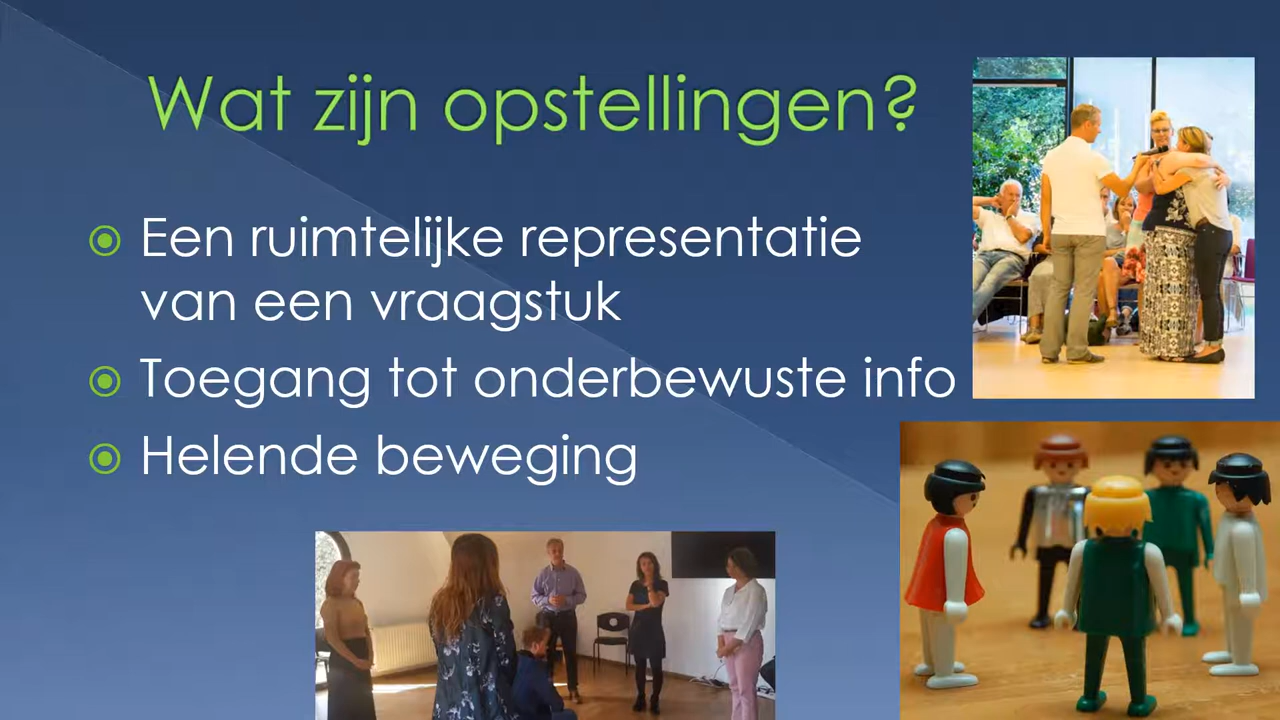 Wat zijn opstellingen?
Een ruimtelijke representatie
van een vraagstuk
Toegang tot onderbewuste info
Helende beweging